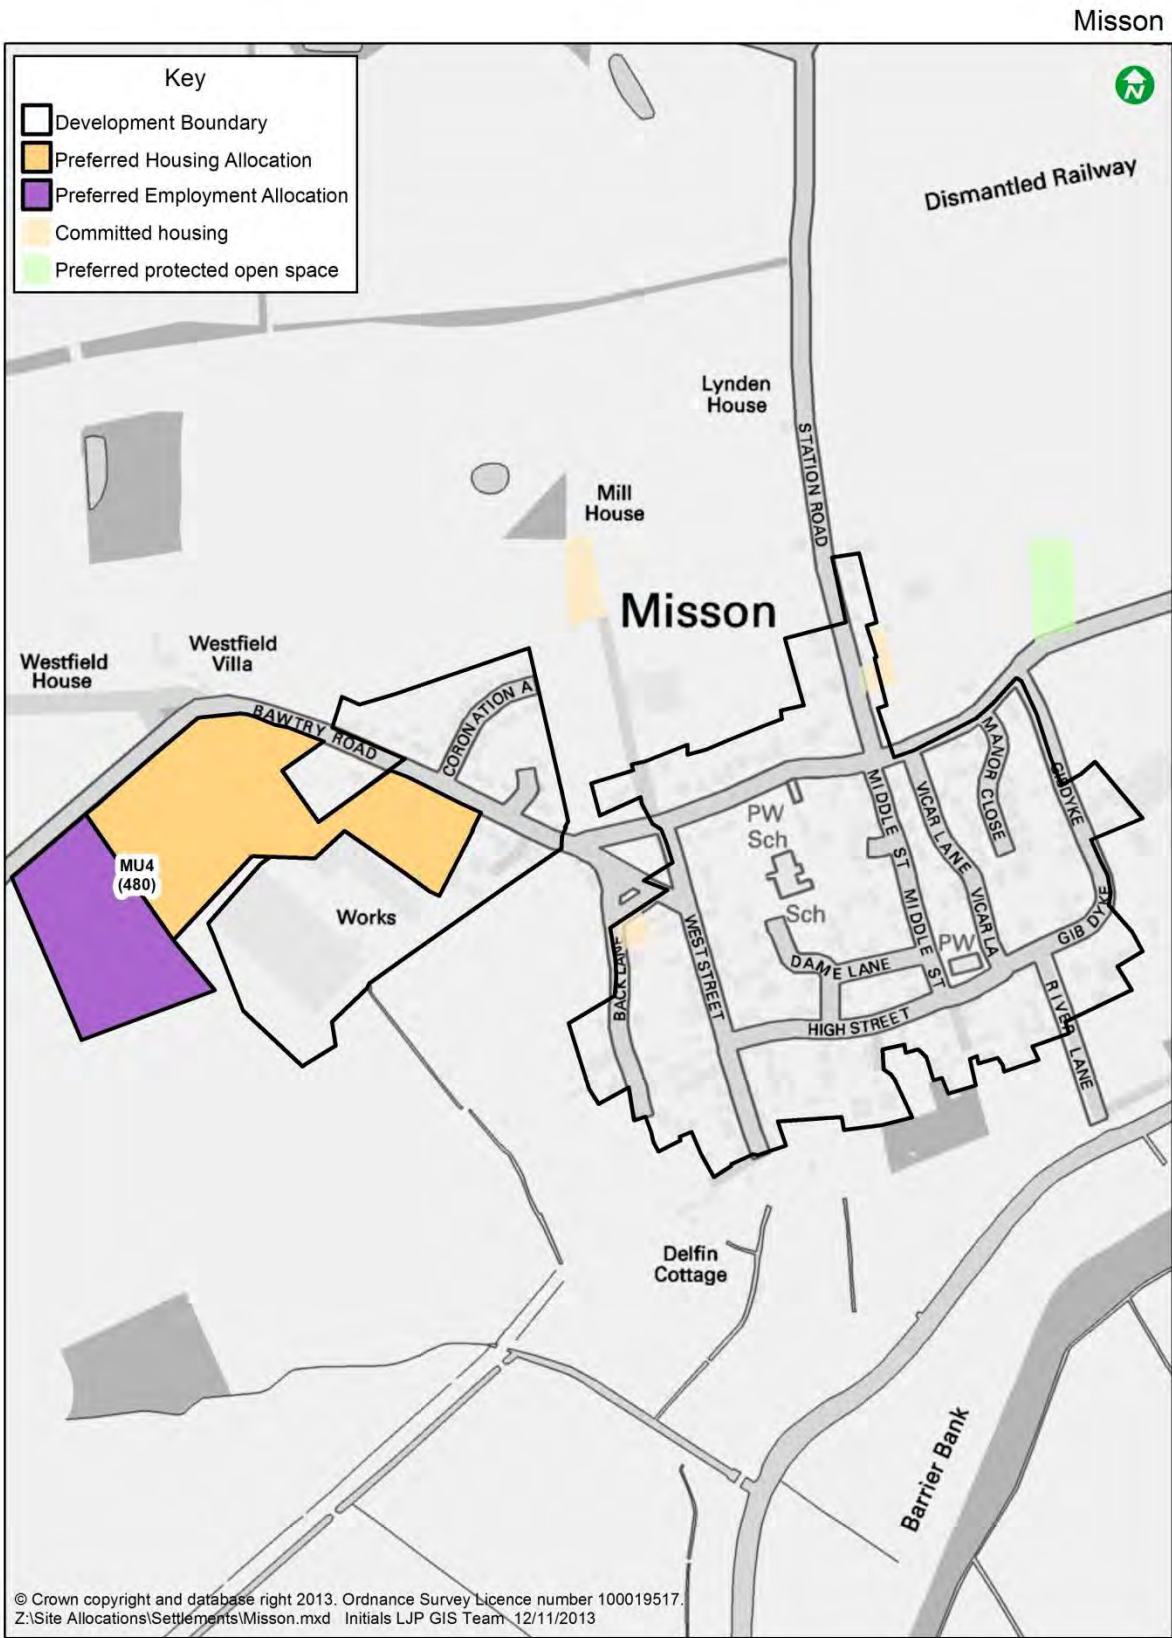 Misson
Key
Development Boundary
Preferred Housing Allocation
Preferred Employment Allocation
Committed housing
Preferred protected open space
N
Dismantled Railway
Lynden
House
STATION ROAD
Mill
House
Misson
Westfield
Villa
Westfield
House
BAWTRY ROAD
CORONATION A
MANOR CLOSE
GIBDYKE
MIDDLE ST
VICAR LANE
PW
Sch
MU4
(480)
Works
Sch
MIDDLE ST
VICAR LA
PW
GIB DYKE
WEST STREET
BACK LANE
DAME LANE
HIGH STREET
RIVER LANE
Delfin
Cottage
Barrier Bank
© Crown copyright and database right 2013. Ordnance Survey Licence number 100019517.
Z:\Site Allocations\Settlements\Misson.mxd Initials LJP GIS Team 12/11/2013